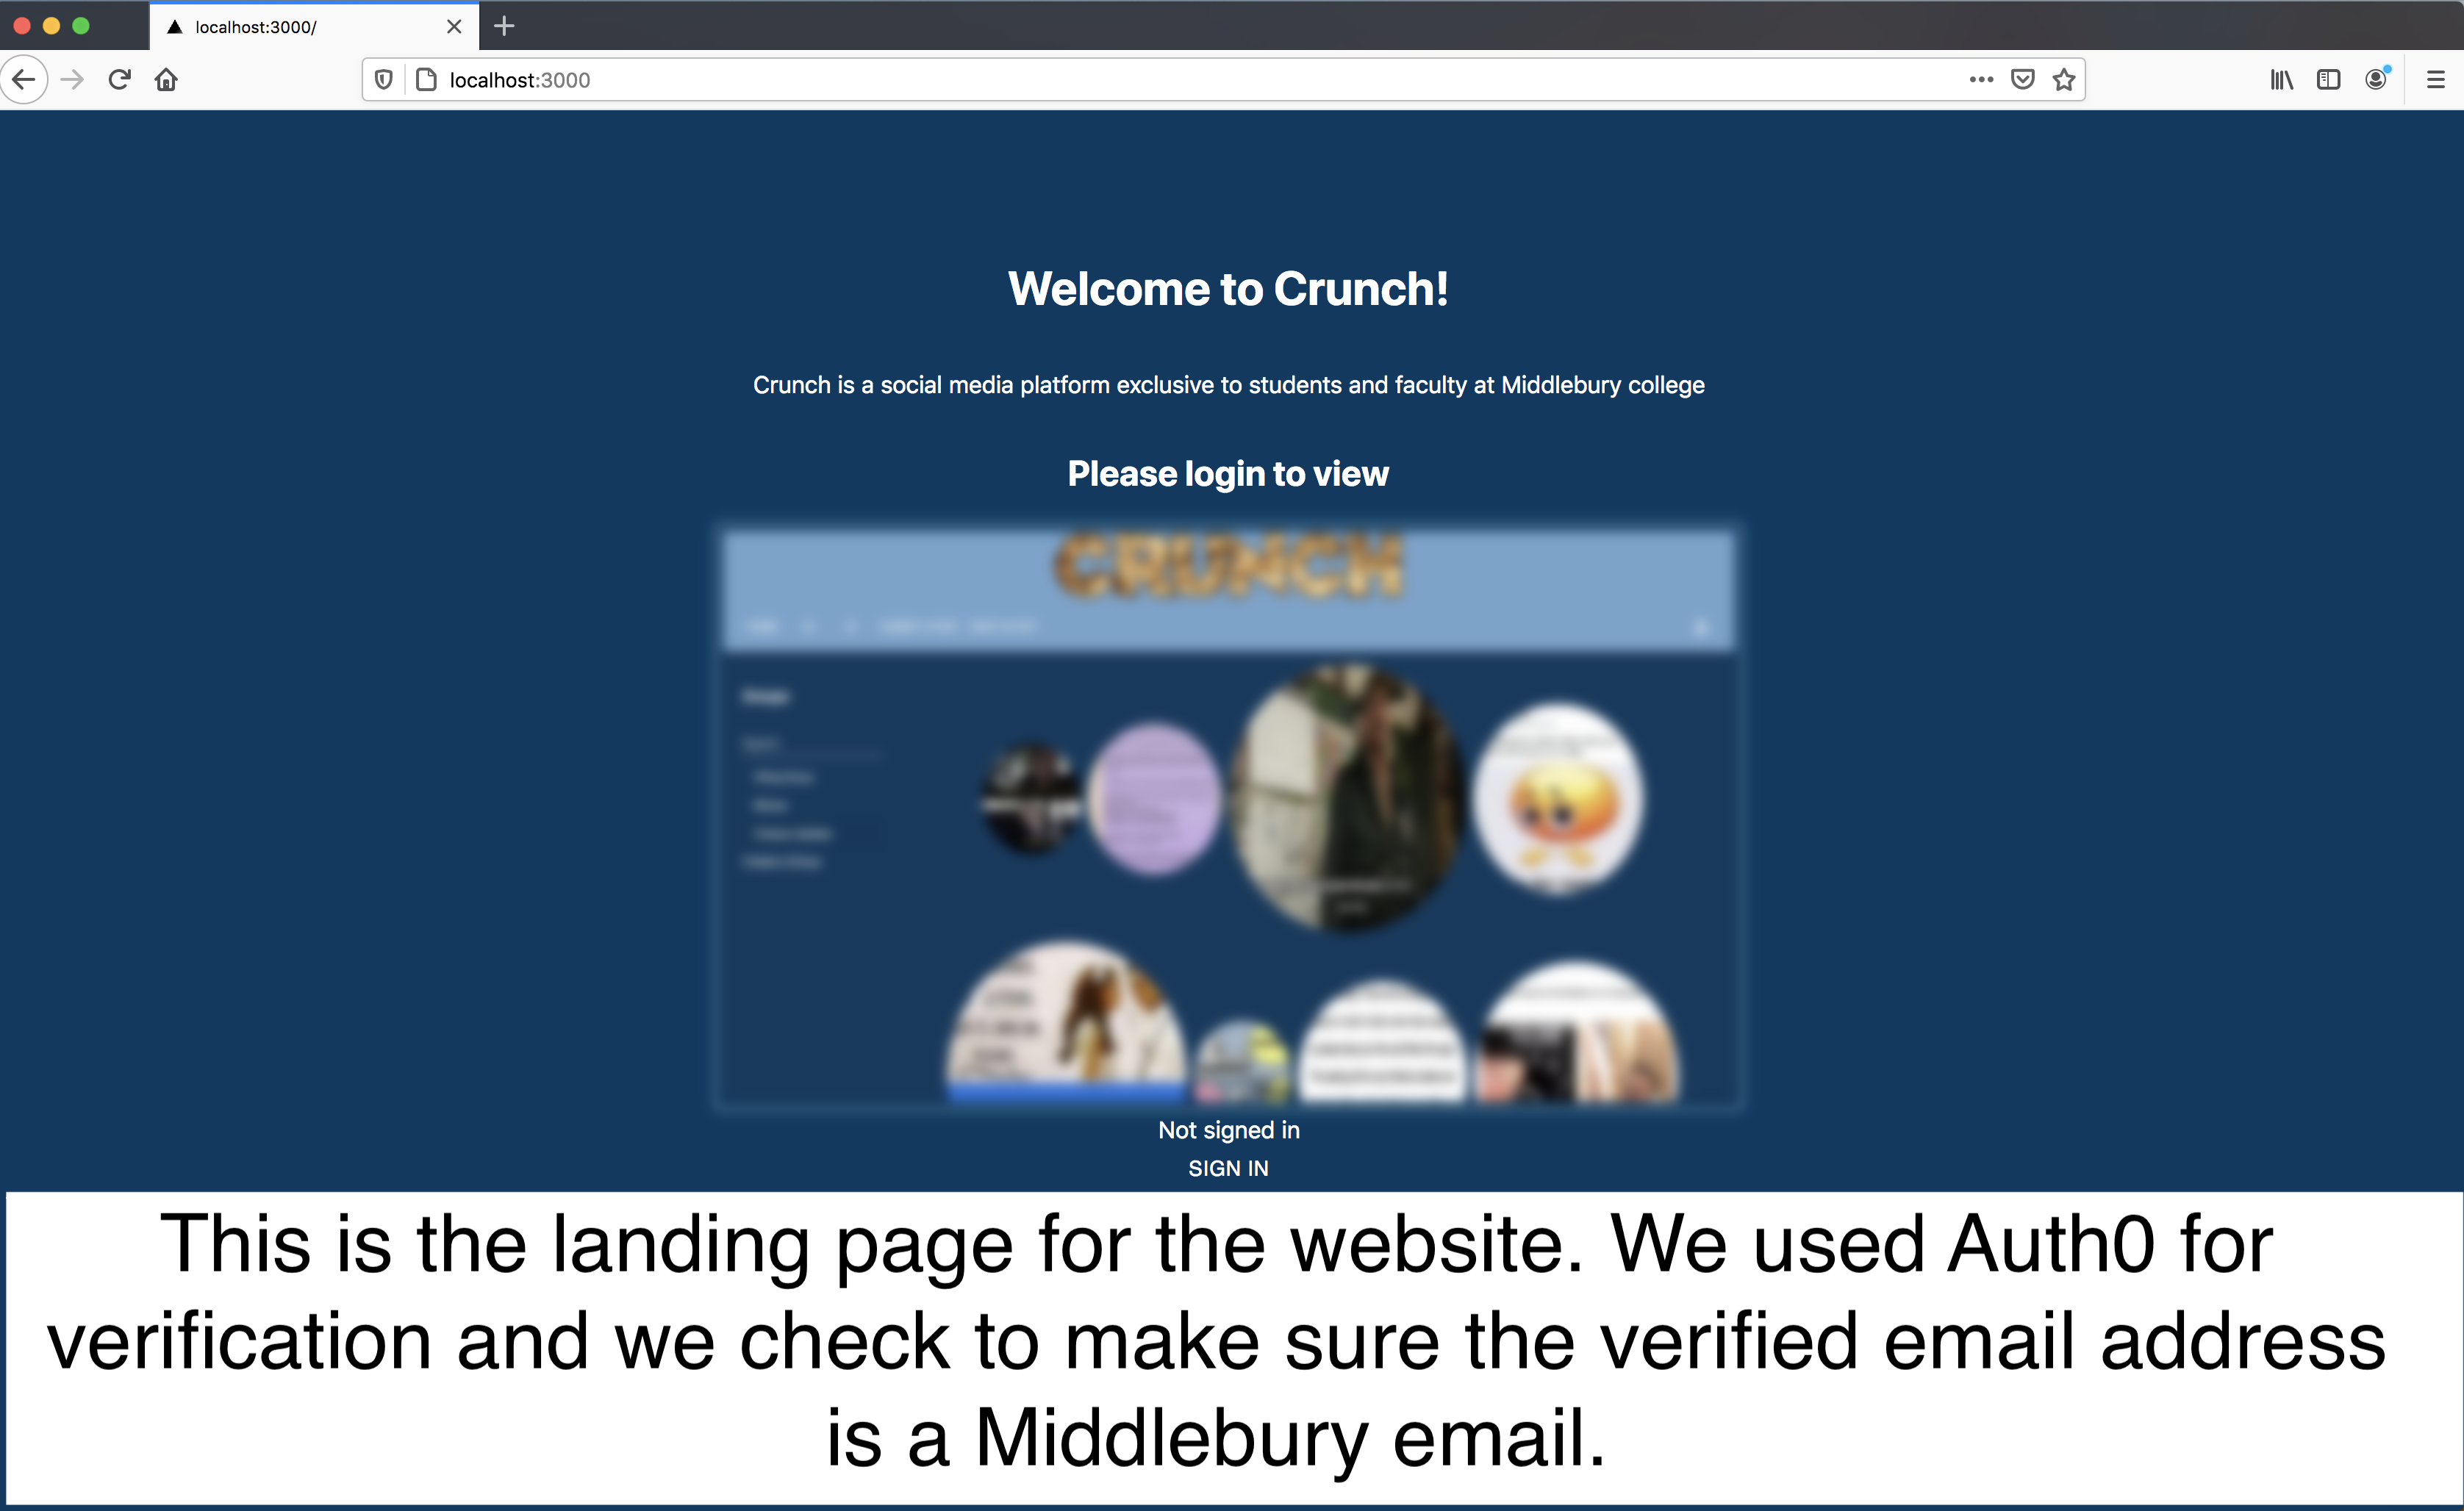 localhost:3000/
localhost:3000
Welcome to Crunch!
Crunch is a social media platform exclusive to students and faculty at Middlebury college
Please login to view
CRUNCH
Not signed in
SIGN IN
This is the landing page for the website. We used Auth0 for
verification and we check to make sure the verified email address
is a Middlebury email.